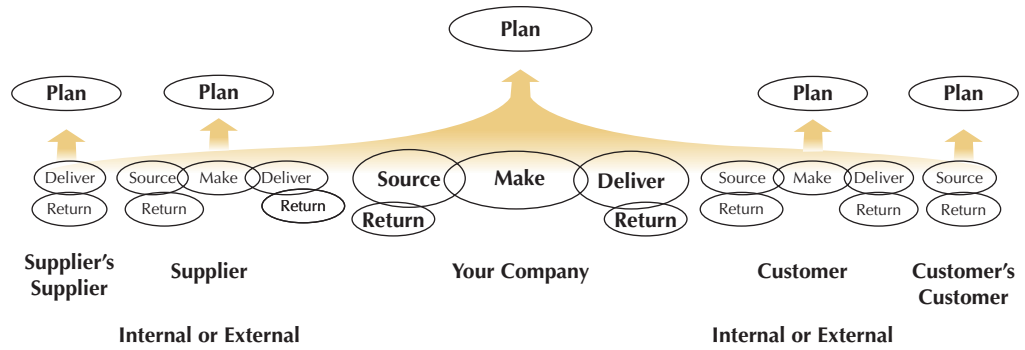 Plan
Plan
Plan
Plan
Plan
Deliver
Source
Make
Deliver
Source
Make
Deliver
Source
Make
Deliver
Source
Return
Return
Return
Return
Return
Return
Return
Return
Supplier's
Supplier
Supplier
Your Company
Customer
Customer's
Customer
Internal or External
Internal or External